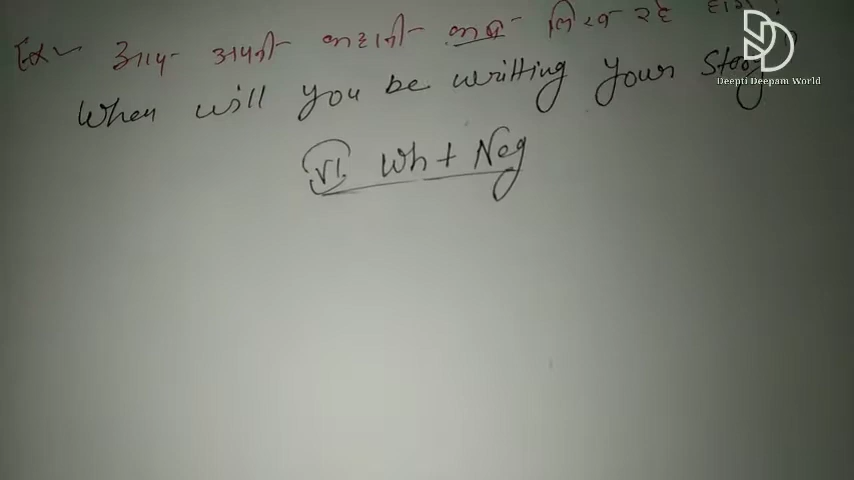 Ex:- आप अपनी कहानी कब लिख रहे होगे?
When will you be writting your story?
VI. Wh + Neg
Deepti Deepam World